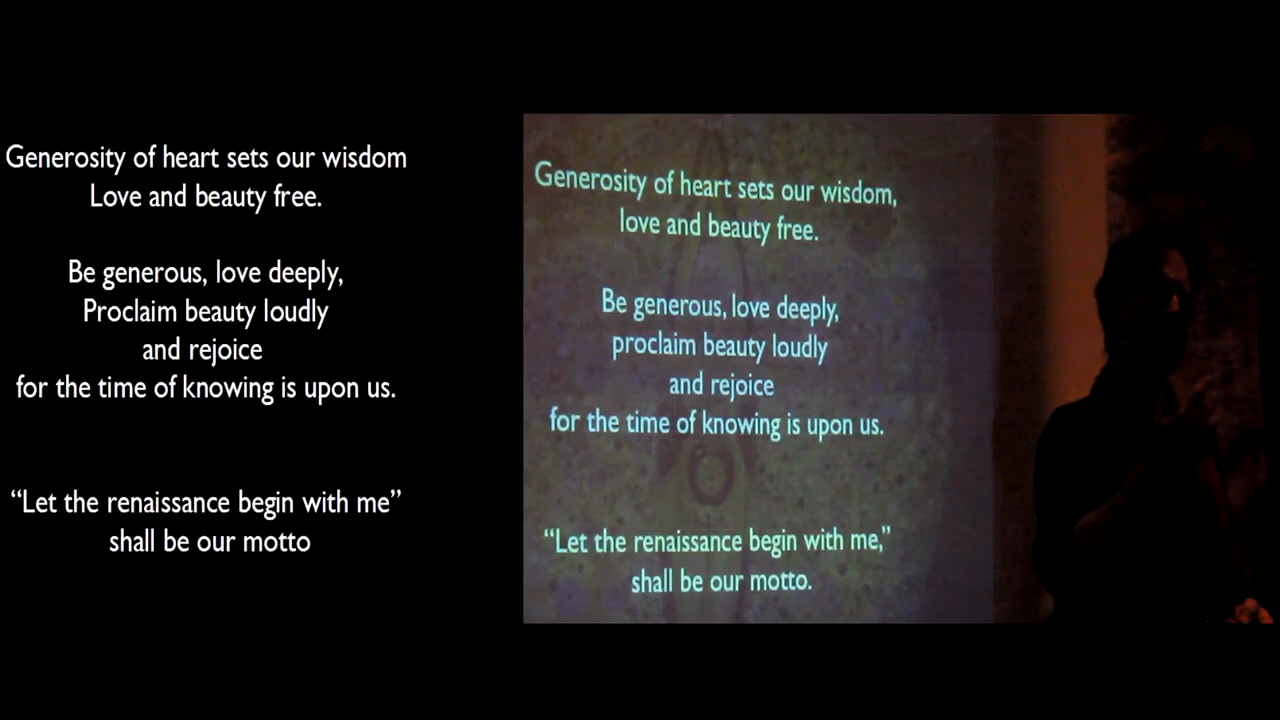 Generosity of heart sets our wisdom
Love and beauty free.
Be generous, love deeply,
Proclaim beauty loudly
and rejoice
for the time of knowing is upon us.
“Let the renaissance begin with me”
shall be our motto
Generosity of heart sets our wisdom,
love and beauty free.
Be generous, love deeply,
proclaim beauty loudly
and rejoice
for the time of knowing is upon us.
“Let the renaissance begin with me,”
shall be our motto.